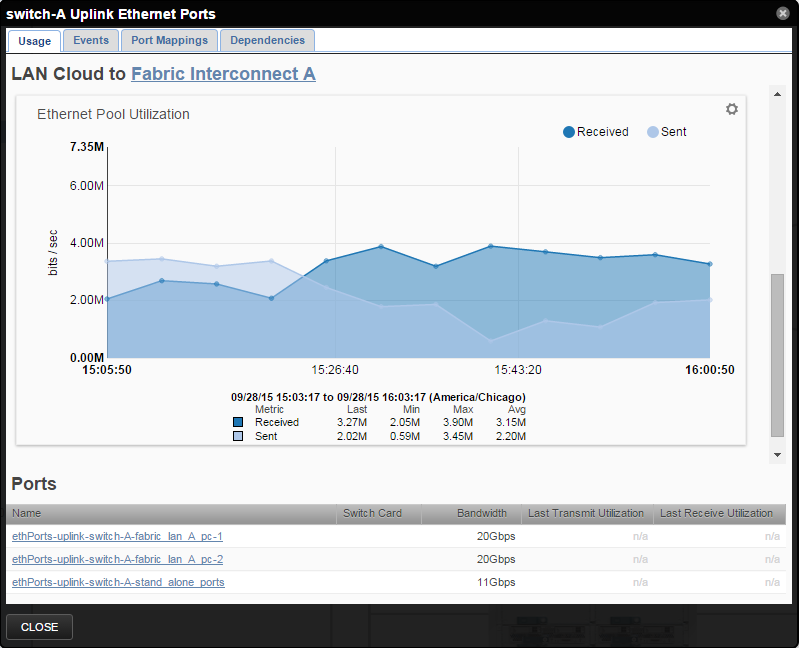 switch-A Uplink Ethernet Ports
Usage Events Port Mappings Dependencies
LAN Cloud to Fabric Interconnect A
Ethernet Pool Utilization
Received Sent
7.35M
6.00M
4.00M
2.00M
0.00M
bits / sec
15:05:50 15:26:40 15:43:20 16:00:50
09/28/15 15:03:17 to 09/28/15 16:03:17 (America/Chicago)
Metric Last Min Max Avg
Received 3.27M 2.05M 3.90M 3.15M
Sent 2.02M 0.59M 3.45M 2.20M
Ports
Name Switch Card Bandwidth Last Transmit Utilization Last Receive Utilization
ethPorts-uplink-switch-A-fabric_lan_A_pc-1 20Gbps n/a n/a
ethPorts-uplink-switch-A-fabric_lan_A_pc-2 20Gbps n/a n/a
ethPorts-uplink-switch-A-stand_alone_ports 11Gbps n/a n/a
CLOSE